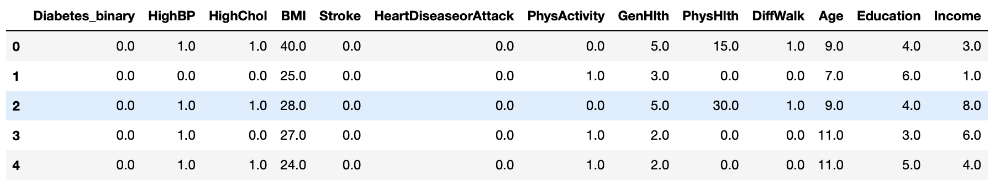 Diabetes_binary HighBP HighChol BMI Stroke HeartDiseaseorAttack PhysActivity GenHlth PhysHlth DiffWalk Age Education Income
0 0.0 1.0 1.0 40.0 0.0 0.0 0.0 5.0 15.0 1.0 9.0 4.0 3.0
1 0.0 0.0 0.0 25.0 0.0 0.0 1.0 3.0 0.0 0.0 7.0 6.0 1.0
2 0.0 1.0 1.0 28.0 0.0 0.0 0.0 5.0 30.0 1.0 9.0 4.0 8.0
3 0.0 1.0 0.0 27.0 0.0 0.0 1.0 2.0 0.0 0.0 11.0 3.0 6.0
4 0.0 1.0 1.0 24.0 0.0 0.0 1.0 2.0 0.0 0.0 11.0 5.0 4.0